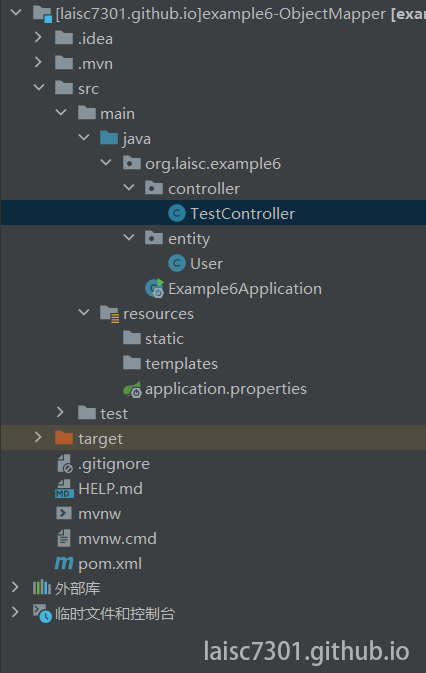 [laisc7301.github.io]example6-ObjectMapper [exam
.idea
.mvn
src
main
java
org.laisc.example6
controller
TestController
entity
User
Example6Application
resources
static
templates
application.properties
test
target
.gitignore
MD HELP.md
mvnw
mvnw.cmd
m pom.xml
外部库
临时文件和控制台
laisc7301.github.io